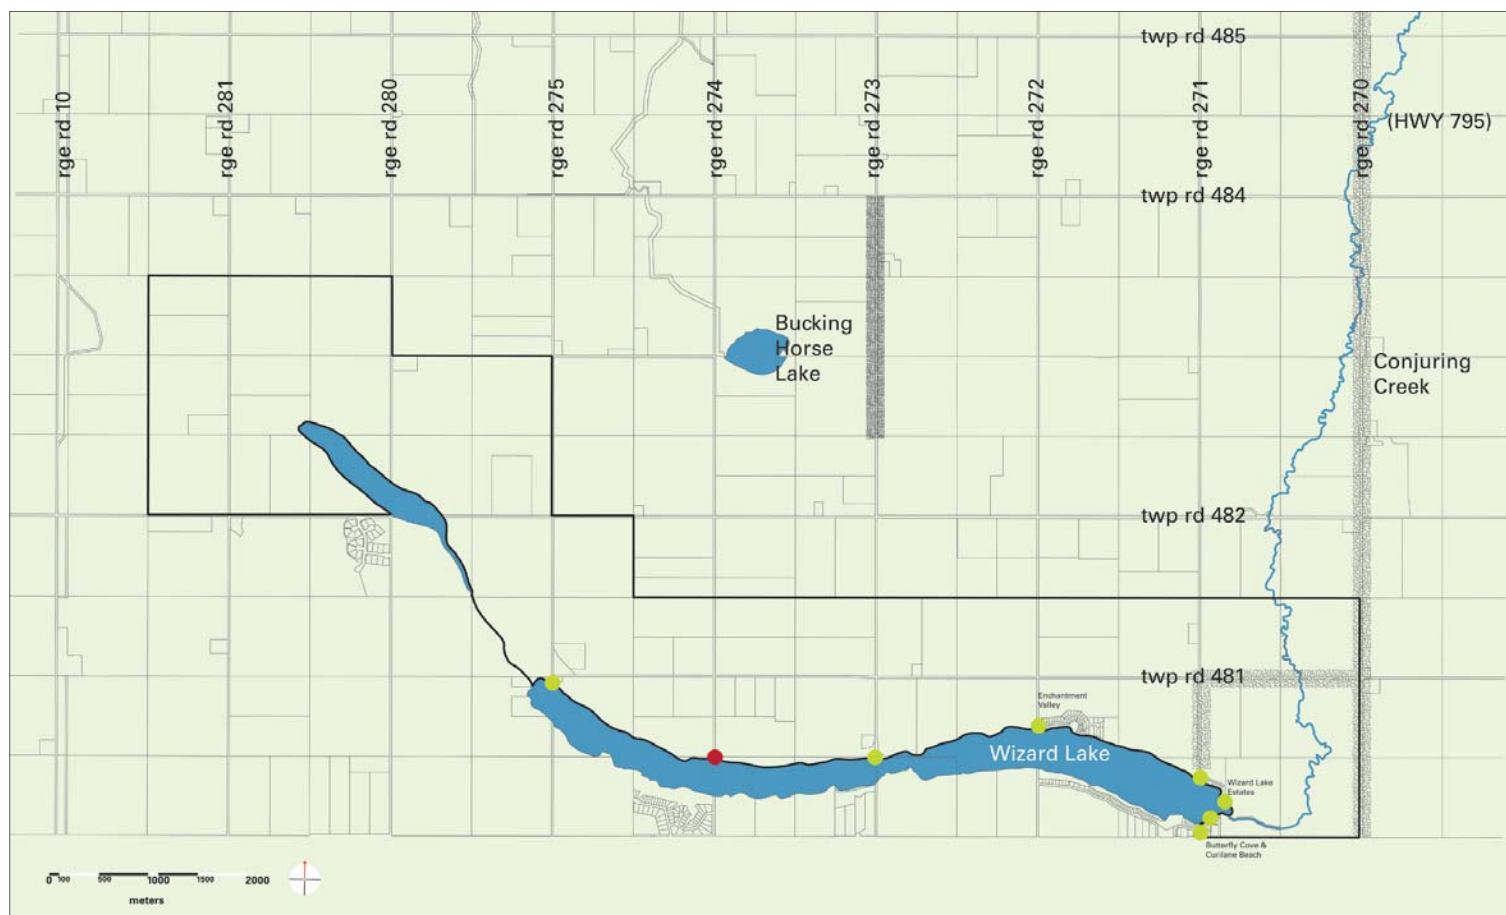 twp rd 485
rge rd 10
rge rd 281
rge rd 280
rge rd 275
rge rd 274
rge rd 273
rge rd 272
rge rd 271
rge rd 270
(HWY 795)
twp rd 484
Bucking
Horse
Lake
Conjuring
Creek
twp rd 482
twp rd 481
Enchantment
Valley
Wizard Lake
Wizard Lake
Estates
Butterfly Cove &
Curilane Beach
0 100 500 1000 1500 2000
meters